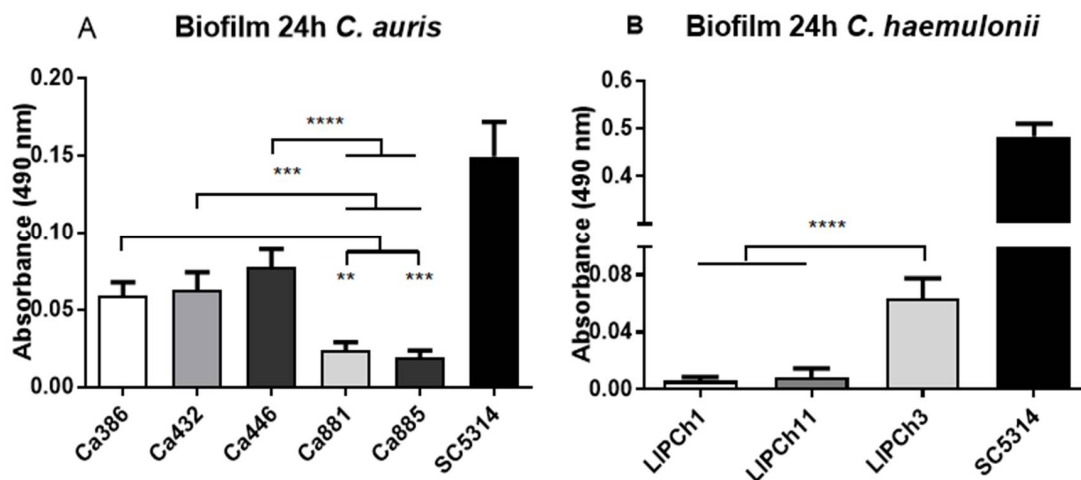 A
Biofilm 24h C. auris
Absorbance (490 nm)
0.20
0.15
0.10
0.05
0.00
****
***
**
***
Ca386
Ca432
Ca446
Ca881
Ca885
SC5314
B
Biofilm 24h C. haemulonii
Absorbance (490 nm)
0.6
0.5
0.4
0.08
0.04
0.00
****
LIPCh1
LIPCh11
LIPCh3
SC5314